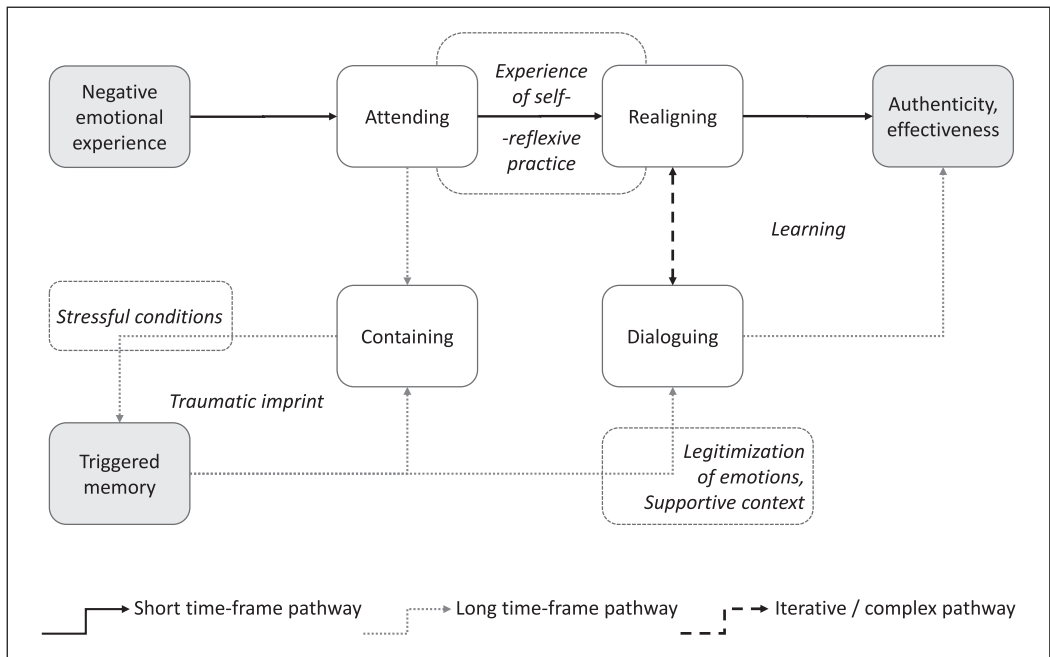 Negative
emotional
experience
Attending
Experience
of self-
-reflexive
practice
Realigning
Authenticity,
effectiveness
Learning
Stressful conditions
Containing
Dialoguing
Traumatic imprint
Triggered
memory
Legitimization
of emotions,
Supportive context
Short time-frame pathway
Long time-frame pathway
Iterative / complex pathway